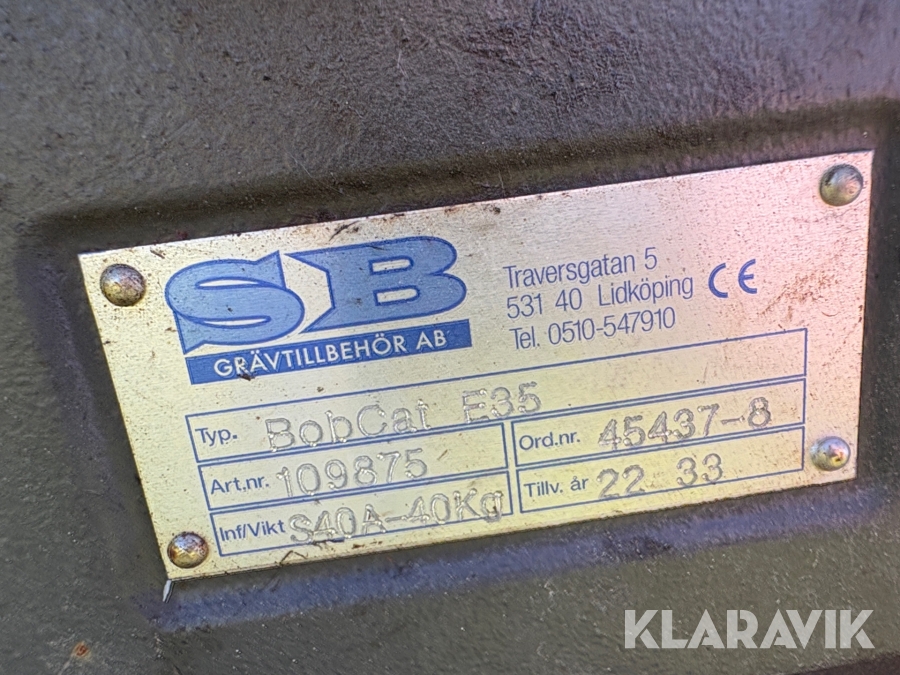 SB
GRÄVTILLBEHÖR AB
Traversgatan 5
531 40 Lidköping
Tel. 0510-547910
CE
Typ. BobCat E35
Art.nr. 109875
Ord.nr. 45437-8
Inf/Vikt S40A-40Kg
Tillv. år 22 33
KLARAVIK